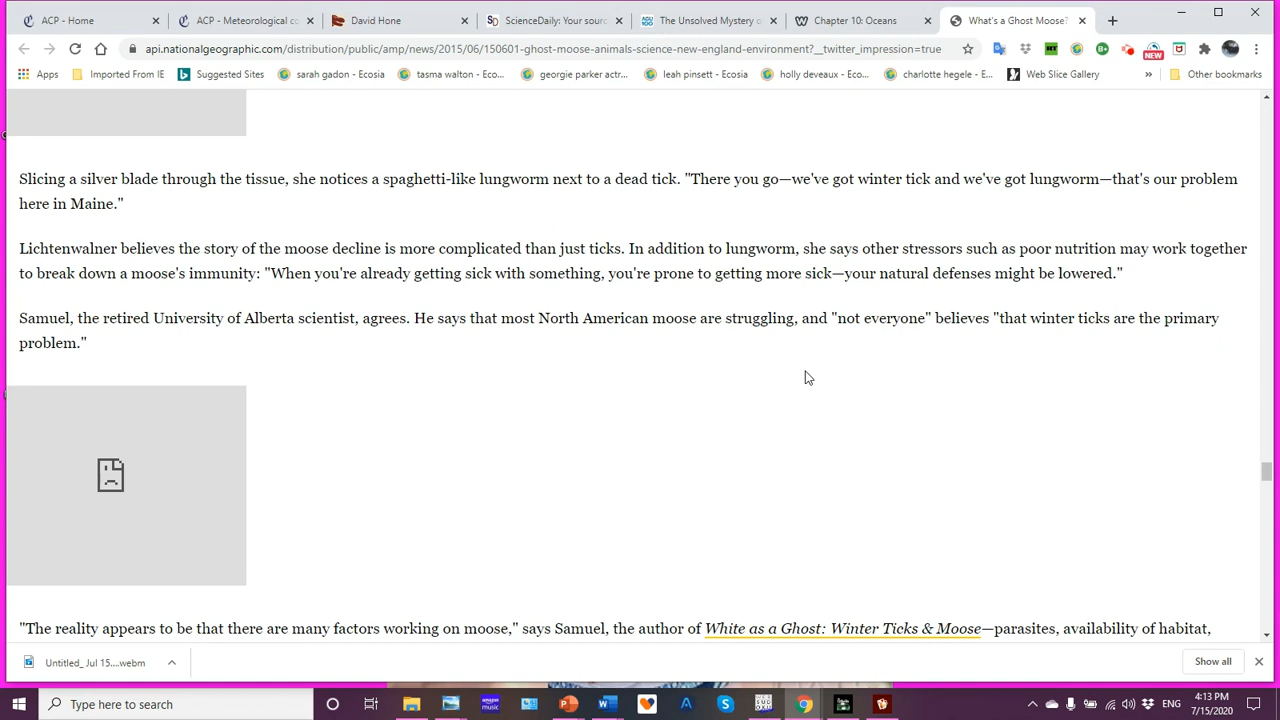 ACP - Home
ACP - Meteorological co
David Hone
ScienceDaily: Your sour
The Unsolved Mystery o
Chapter 10: Oceans
What's a Ghost Moose?
api.nationalgeographic.com/distribution/public/amp/news/2015/06/150601-ghost-moose-animals-science-new-england-environment?__twitter_impression=true
Apps
Imported From IE
Suggested Sites
sarah gadon - Ecosia
tasma walton - Eco...
georgie parker actr...
leah pinsett - Ecosia
holly deveaux - Eco...
charlotte hegele - E...
Web Slice Gallery
»
Other bookmarks
NEW
Slicing a silver blade through the tissue, she notices a spaghetti-like lungworm next to a dead tick. "There you go—we've got winter tick and we've got lungworm—that's our problem
here in Maine."
Lichtenwalner believes the story of the moose decline is more complicated than just ticks. In addition to lungworm, she says other stressors such as poor nutrition may work together
to break down a moose's immunity: "When you're already getting sick with something, you're prone to getting more sick—your natural defenses might be lowered."
Samuel, the retired University of Alberta scientist, agrees. He says that most North American moose are struggling, and "not everyone" believes "that winter ticks are the primary
problem."
"The reality appears to be that there are many factors working on moose," says Samuel, the author of White as a Ghost: Winter Ticks & Moose—parasites, availability of habitat,
Untitled_ Jul 15....webm
Show all
Type here to search
ENG
4:13 PM
7/15/2020